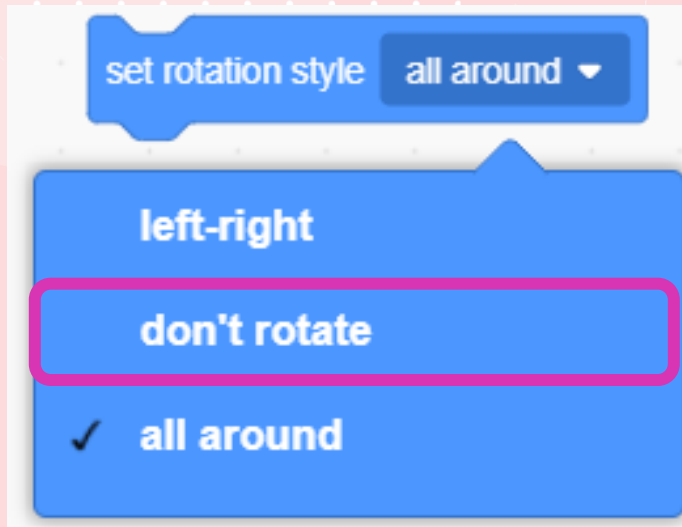 set rotation style all around
left-right
don't rotate
✓ all around